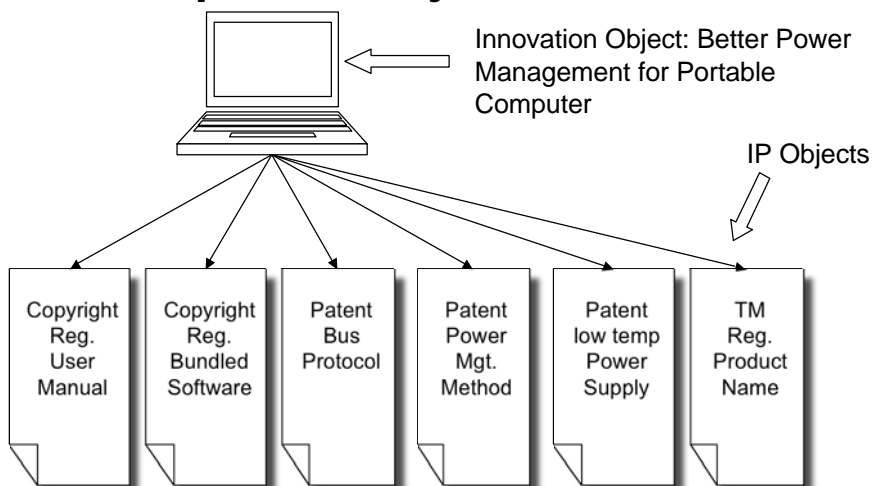 Innovation Object: Better Power
Management for Portable
Computer
IP Objects
Copyright
Reg.
User
Manual
Copyright
Reg.
Bundled
Software
Patent
Bus
Protocol
Patent
Power
Mgt.
Method
Patent
low temp
Power
Supply
TM
Reg.
Product
Name